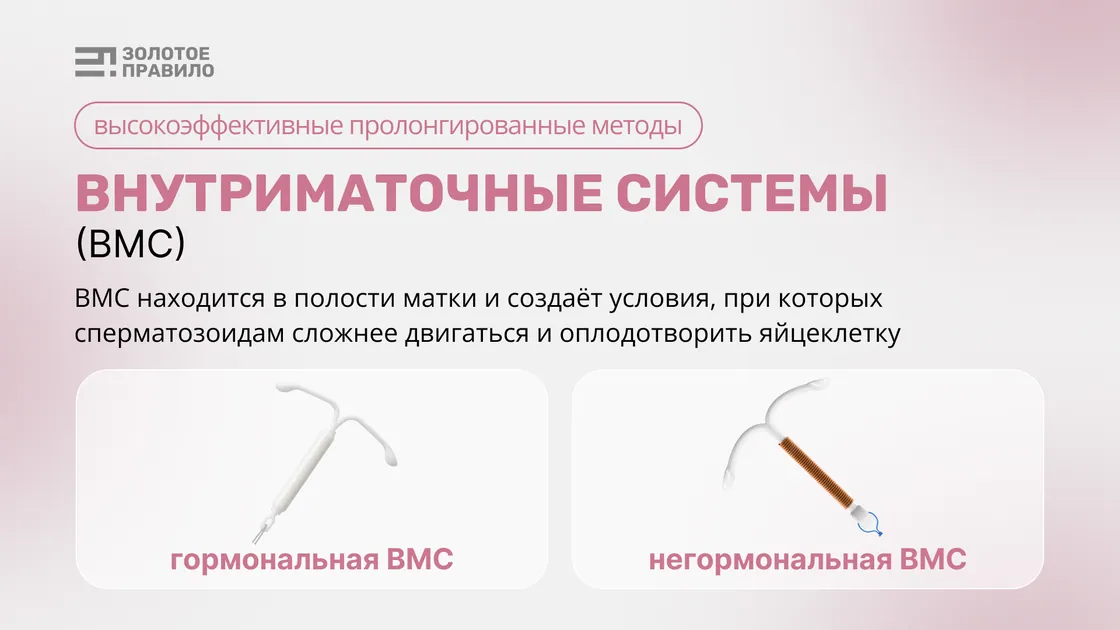 ЗОЛОТОЕ
ПРАВИЛО
высокоэффективные пролонгированные методы
ВНУТРИМАТОЧНЫЕ СИСТЕМЫ
(ВМС)
ВМС находится в полости матки и создаёт условия, при которых
сперматозоидам сложнее двигаться и оплодотворить яйцеклетку
гормональная ВМС
негормональная ВМС